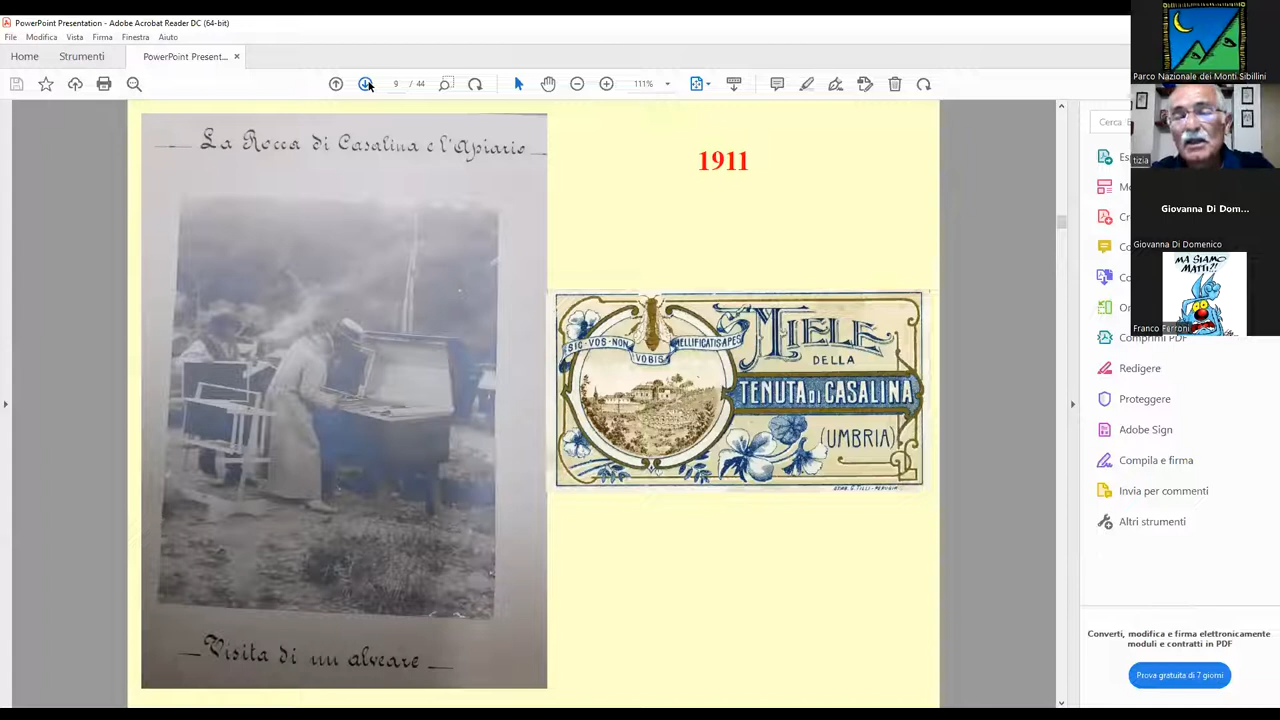 PowerPoint Presentation - Adobe Acrobat Reader DC (64-bit)
File Modifica Vista Firma Finestra Aiuto
Home Strumenti PowerPoint Present... ×
9 / 44 111%
La Rocca di Casalina e l'Apiario
Visita di un alveare
1911
SIC·VOS·NON
VOBIS
MELLIFICATIS APES
MIELE
DELLA
TENUTA DI CASALINA
(UMBRIA)
Cerca
Comprimi PDF
Redigere
Proteggere
Adobe Sign
Compila e firma
Invia per commenti
Altri strumenti
Converti, modifica e firma elettronicamente
moduli e contratti in PDF
Prova gratuita di 7 giorni
Parco Nazionale dei Monti Sibillini
tizia
Giovanna Di Dom...
Giovanna Di Domenico
MA SIAMO
MATTI?!
Franco Ferroni